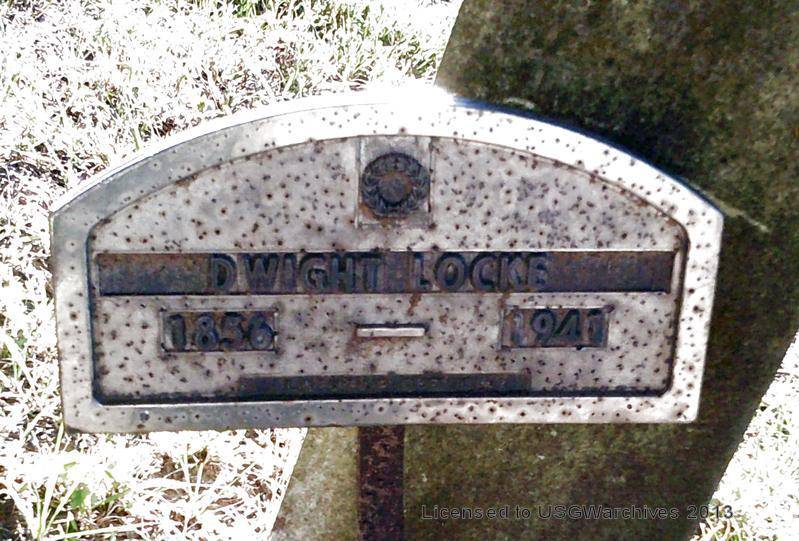 DWIGHT LOCKE
1856 — 1941
Licensed to USGWarchives 2013